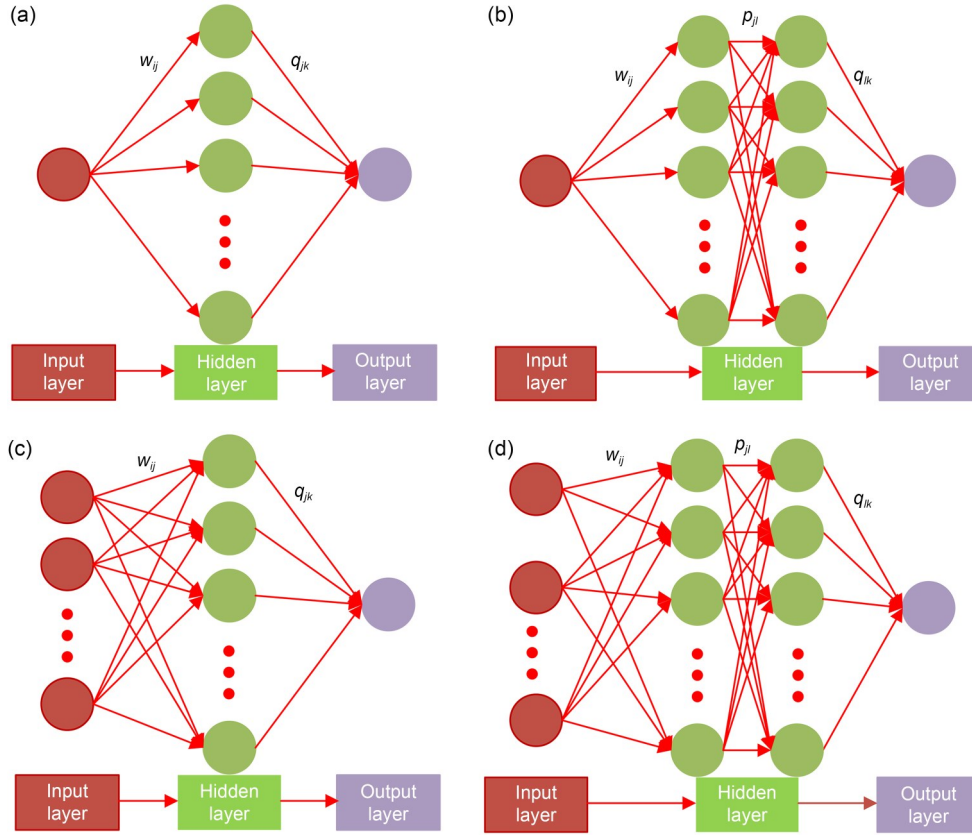 (a)
w_ij
q_jk
Input
layer
Hidden
layer
Output
layer
(b)
p_jl
w_ij
q_lk
Input
layer
Hidden
layer
Output
layer
(c)
w_ij
q_jk
Input
layer
Hidden
layer
Output
layer
(d)
w_ij
p_jl
q_lk
Input
layer
Hidden
layer
Output
layer